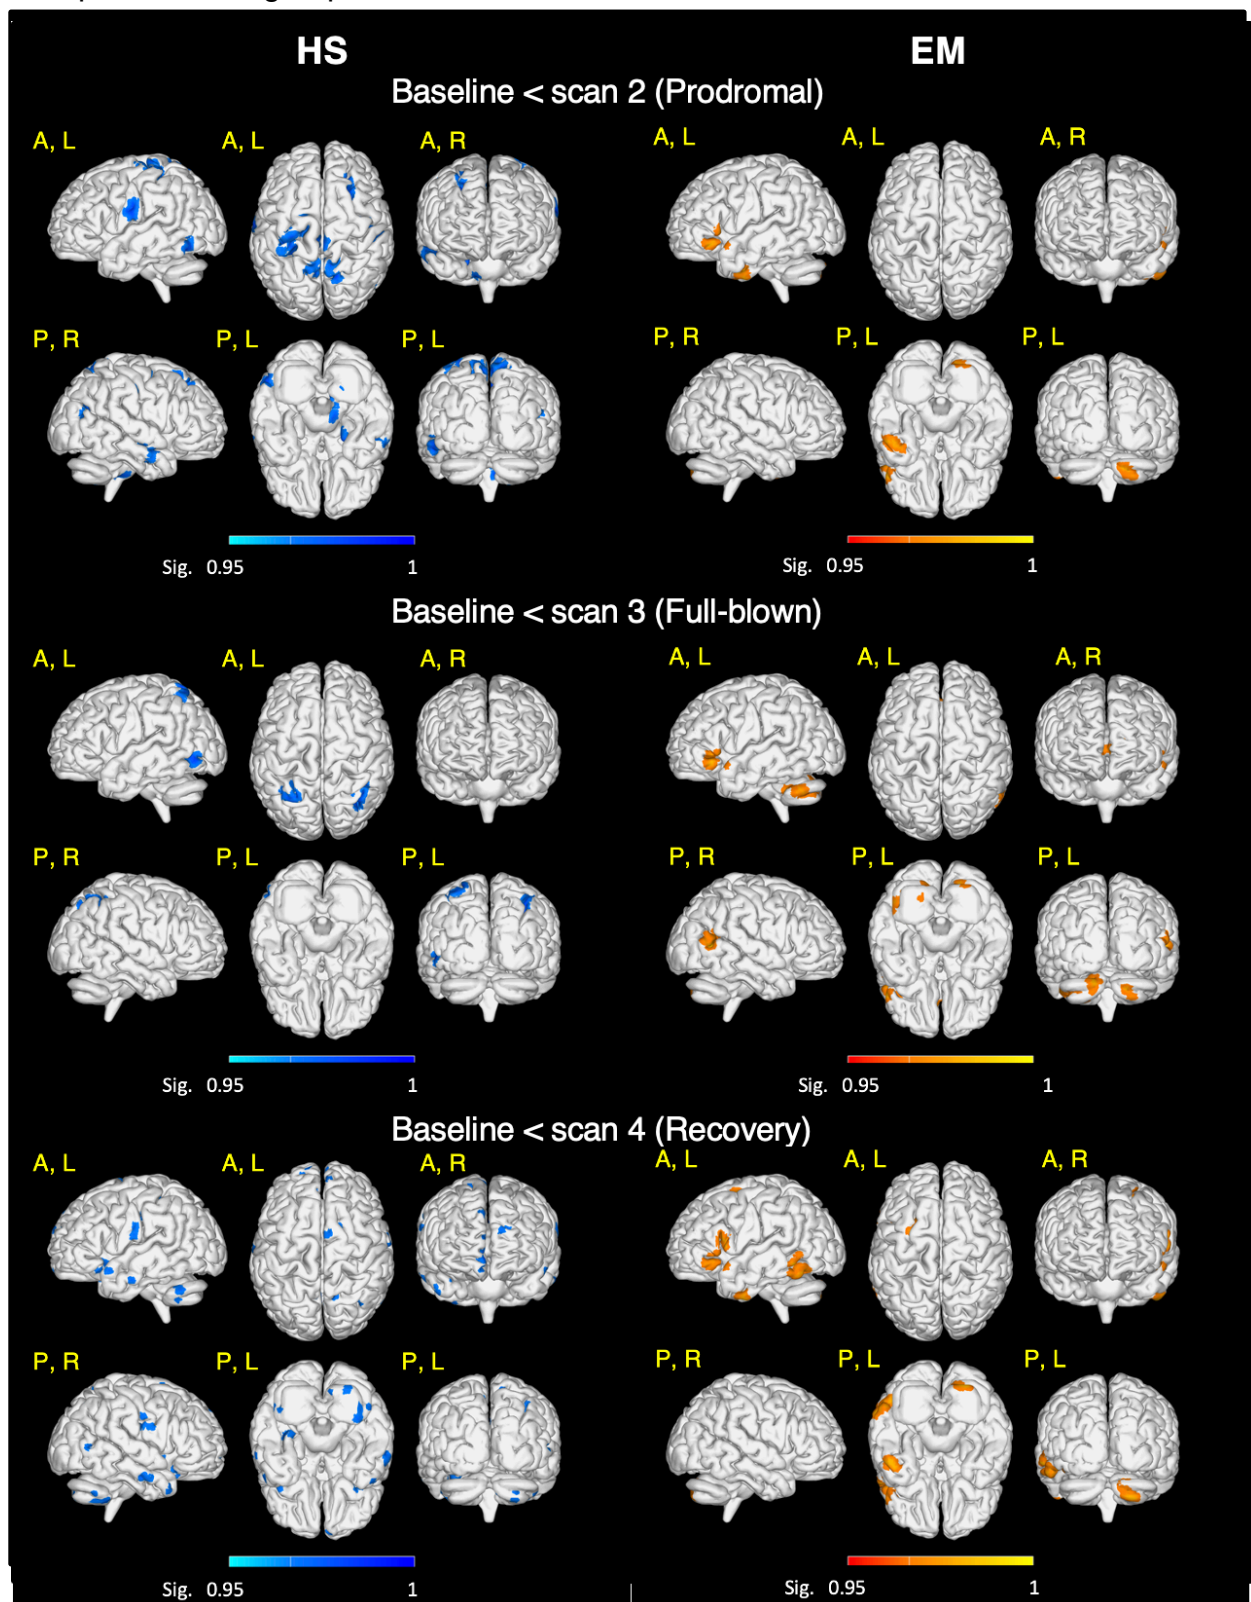 HS EM
Baseline < scan 2 (Prodromal)
A, L A, L A, R A, L A, L A, R
P, R P, L P, L P, R P, L P, L
Sig. 0.95 1 Sig. 0.95 1
Baseline < scan 3 (Full-blown)
A, L A, L A, R A, L A, L A, R
P, R P, L P, L P, R P, L P, L
Sig. 0.95 1 Sig. 0.95 1
Baseline < scan 4 (Recovery)
A, L A, L A, R A, L A, L A, R
P, R P, L P, L P, R P, L P, L
Sig. 0.95 1 Sig. 0.95 1